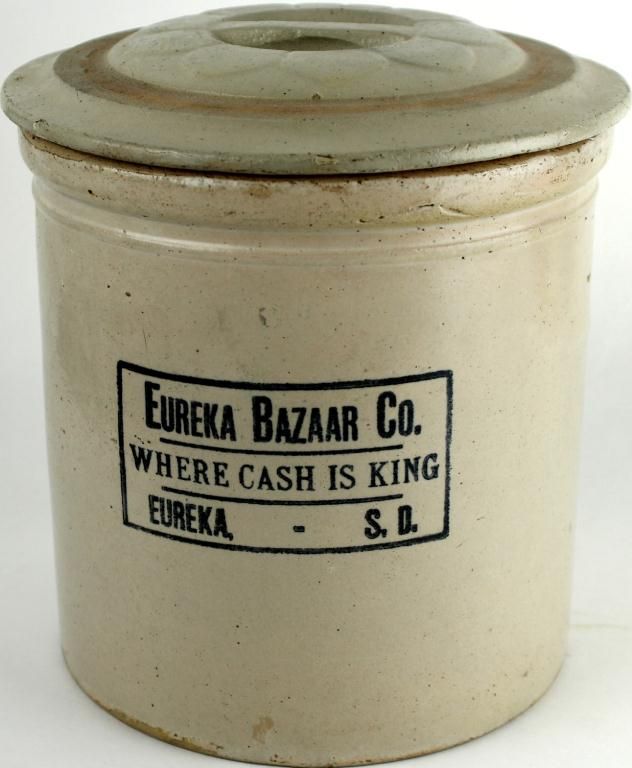 EUREKA BAZAAR CO.
WHERE CASH IS KING
EUREKA, - S. D.